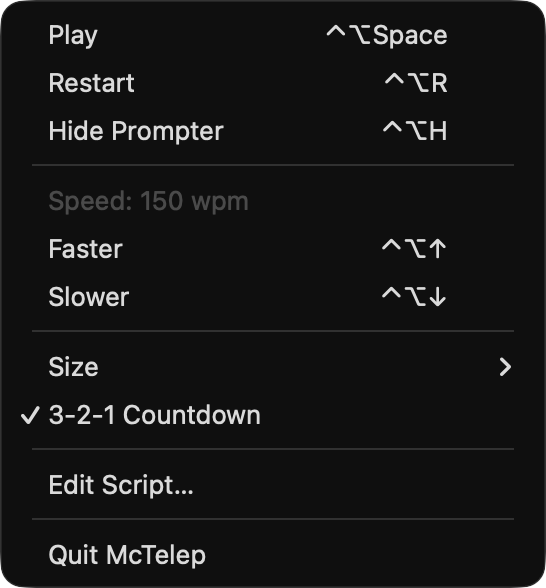 Play ^⌥Space
Restart ^⌥R
Hide Prompter ^⌥H
Speed: 150 wpm
Faster ^⌥↑
Slower ^⌥↓
Size >
✓ 3-2-1 Countdown
Edit Script...
Quit McTelep